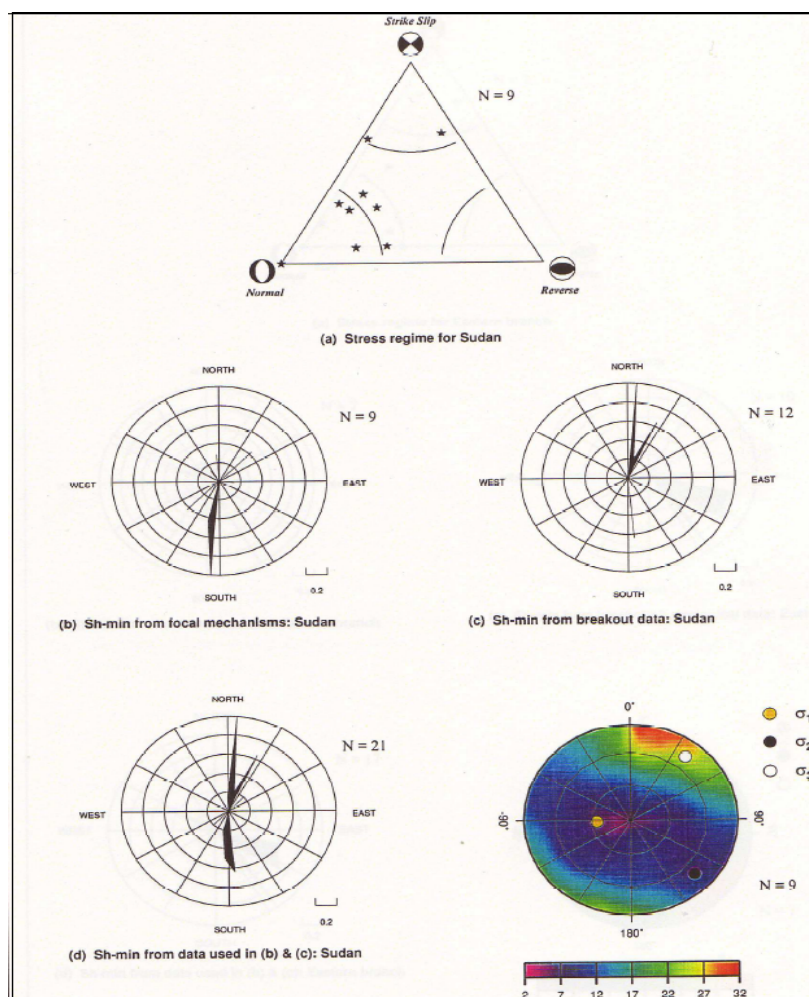 Strike Slip
N = 9
Normal
Reverse
(a) Stress regime for Sudan
NORTH
N = 9
WEST
EAST
SOUTH
0.2
(b) Sh-min from focal mechanisms: Sudan
NORTH
N = 12
WEST
EAST
SOUTH
0.2
(c) Sh-min from breakout data: Sudan
NORTH
N = 21
WEST
EAST
SOUTH
0.2
(d) Sh-min from data used in (b) & (c): Sudan
0°
σ1
σ2
σ3
-90°
90°
N = 9
180°
2 7 12 17 22 27 32